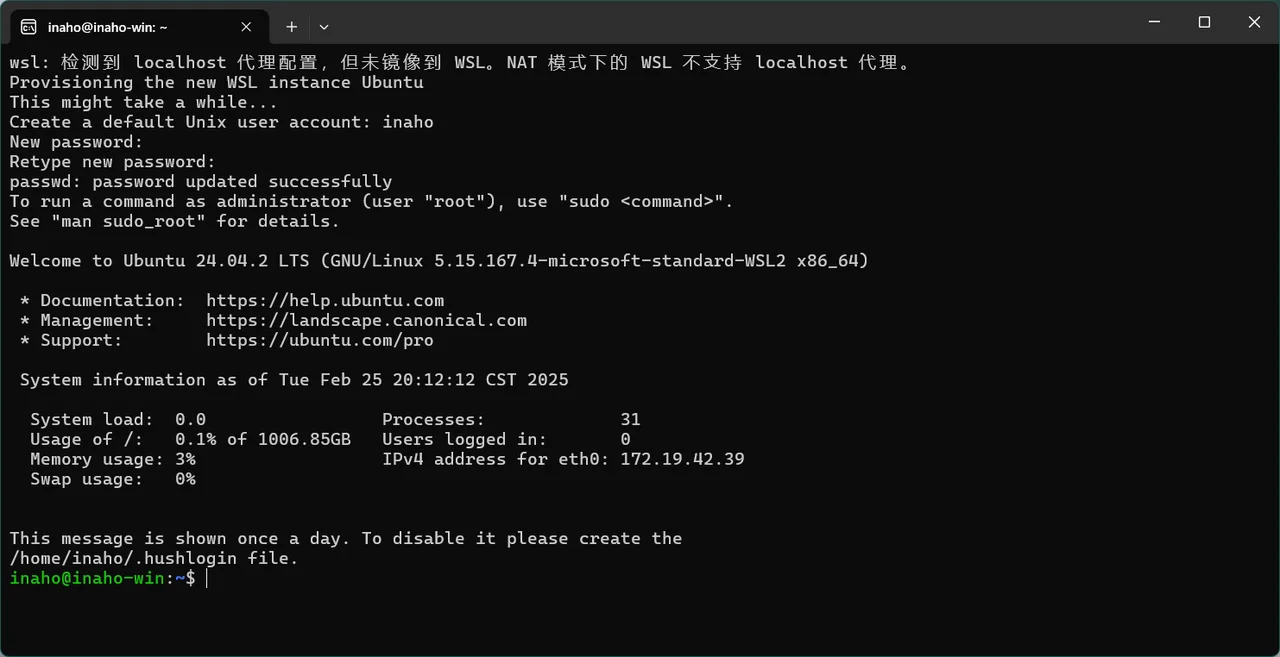 inaho@inaho-win: ~
wsl: 检测到 localhost 代理配置，但未镜像到 WSL。NAT 模式下的 WSL 不支持 localhost 代理。
Provisioning the new WSL instance Ubuntu
This might take a while...
Create a default Unix user account: inaho
New password:
Retype new password:
passwd: password updated successfully
To run a command as administrator (user "root"), use "sudo <command>".
See "man sudo_root" for details.
Welcome to Ubuntu 24.04.2 LTS (GNU/Linux 5.15.167.4-microsoft-standard-WSL2 x86_64)
* Documentation:  https://help.ubuntu.com
* Management:     https://landscape.canonical.com
* Support:        https://ubuntu.com/pro
System information as of Tue Feb 25 20:12:12 CST 2025
System load:  0.0                 Processes:             31
Usage of /:   0.1% of 1006.85GB   Users logged in:       0
Memory usage: 3%                  IPv4 address for eth0: 172.19.42.39
Swap usage:   0%
This message is shown once a day. To disable it please create the
/home/inaho/.hushlogin file.
inaho@inaho-win:~$